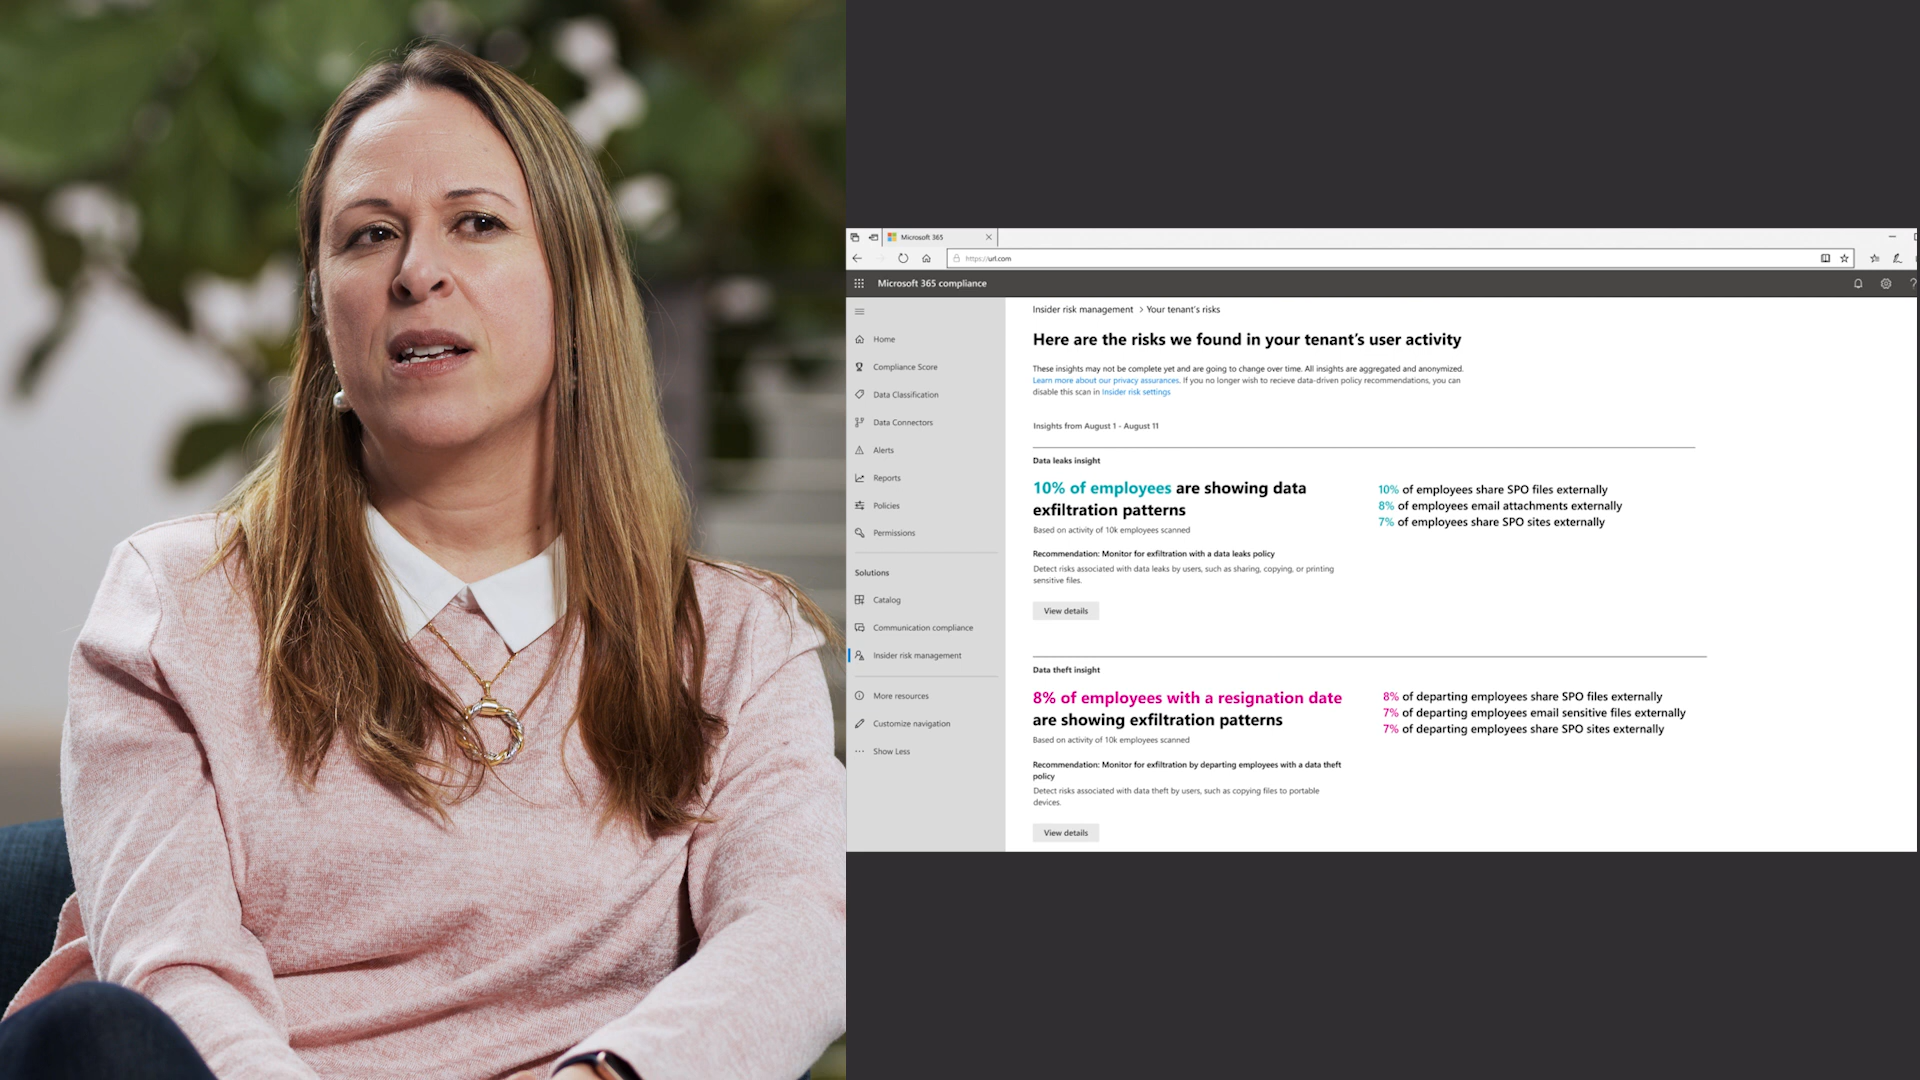 Microsoft 365
https://url.com
Microsoft 365 compliance
?
Home
Compliance Score
Data Classification
Data Connectors
Alerts
Reports
Policies
Permissions
Solutions
Catalog
Communication compliance
Insider risk management
More resources
Customize navigation
Show Less
Insider risk management > Your tenant's risks
Here are the risks we found in your tenant's user activity
These insights may not be complete yet and are going to change over time. All insights are aggregated and anonymized.
Learn more about our privacy assurances. If you no longer wish to recieve data-driven policy recommendations, you can
disable this scan in Insider risk settings
Insights from August 1 - August 11
Data leaks insight
10% of employees are showing data
exfiltration patterns
Based on activity of 10k employees scanned
Recommendation: Monitor for exfiltration with a data leaks policy
Detect risks associated with data leaks by users, such as sharing, copying, or printing
sensitive files.
View details
10% of employees share SPO files externally
8% of employees email attachments externally
7% of employees share SPO sites externally
Data theft insight
8% of employees with a resignation date
are showing exfiltration patterns
Based on activity of 10k employees scanned
Recommendation: Monitor for exfiltration by departing employees with a data theft
policy
Detect risks associated with data theft by users, such as copying files to portable
devices.
View details
8% of departing employees share SPO files externally
7% of departing employees email sensitive files externally
7% of departing employees share SPO sites externally